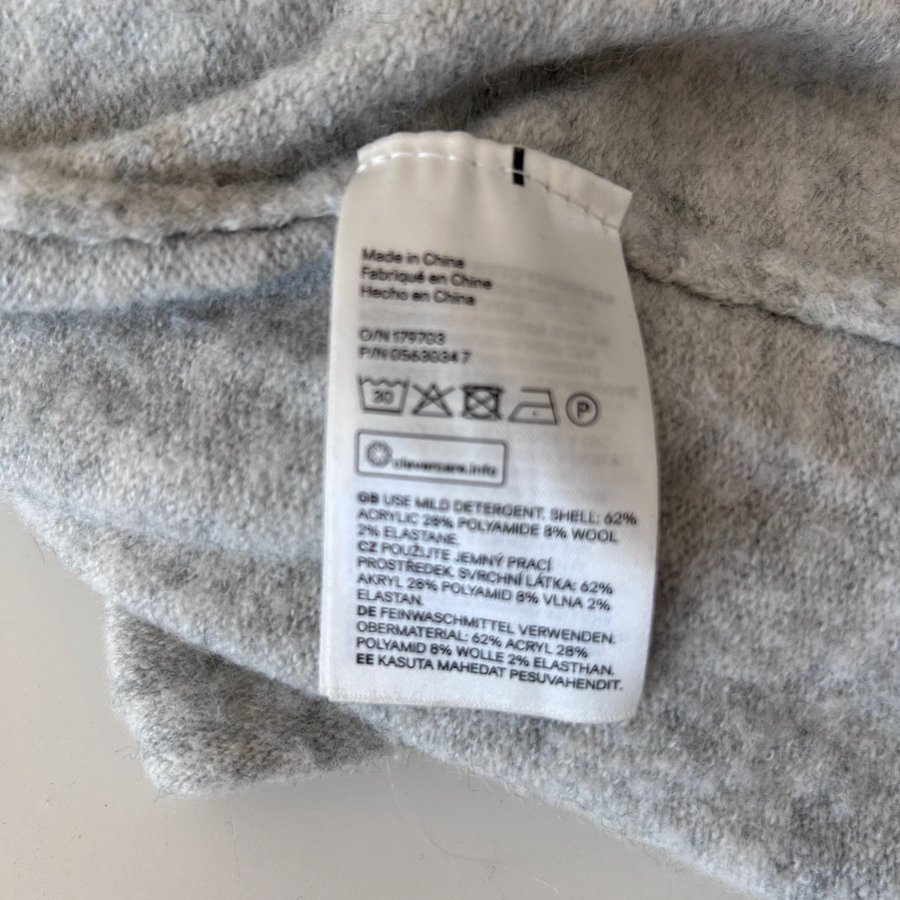 Made in China
Fabriqué en China
Hecho en China
O/N 179703
P/N 05630347
30
P
clevercare.info
GB USE MILD DETERGENT. SHELL: 62%
ACRYLIC 28% POLYAMIDE 8% WOOL
2% ELASTANE.
CZ POUŽIJTE JEMNÝ PRACÍ
PROSTŘEDEK. SVRCHNÍ LÁTKA: 62%
AKRYL 28% POLYAMID 8% VLNA 2%
ELASTAN.
DE FEINWASCHMITTEL VERWENDEN.
OBERMATERIAL: 62% ACRYL 28%
POLYAMID 8% WOLLE 2% ELASTHAN.
EE KASUTA MAHEDAT PESUVAHENDIT.